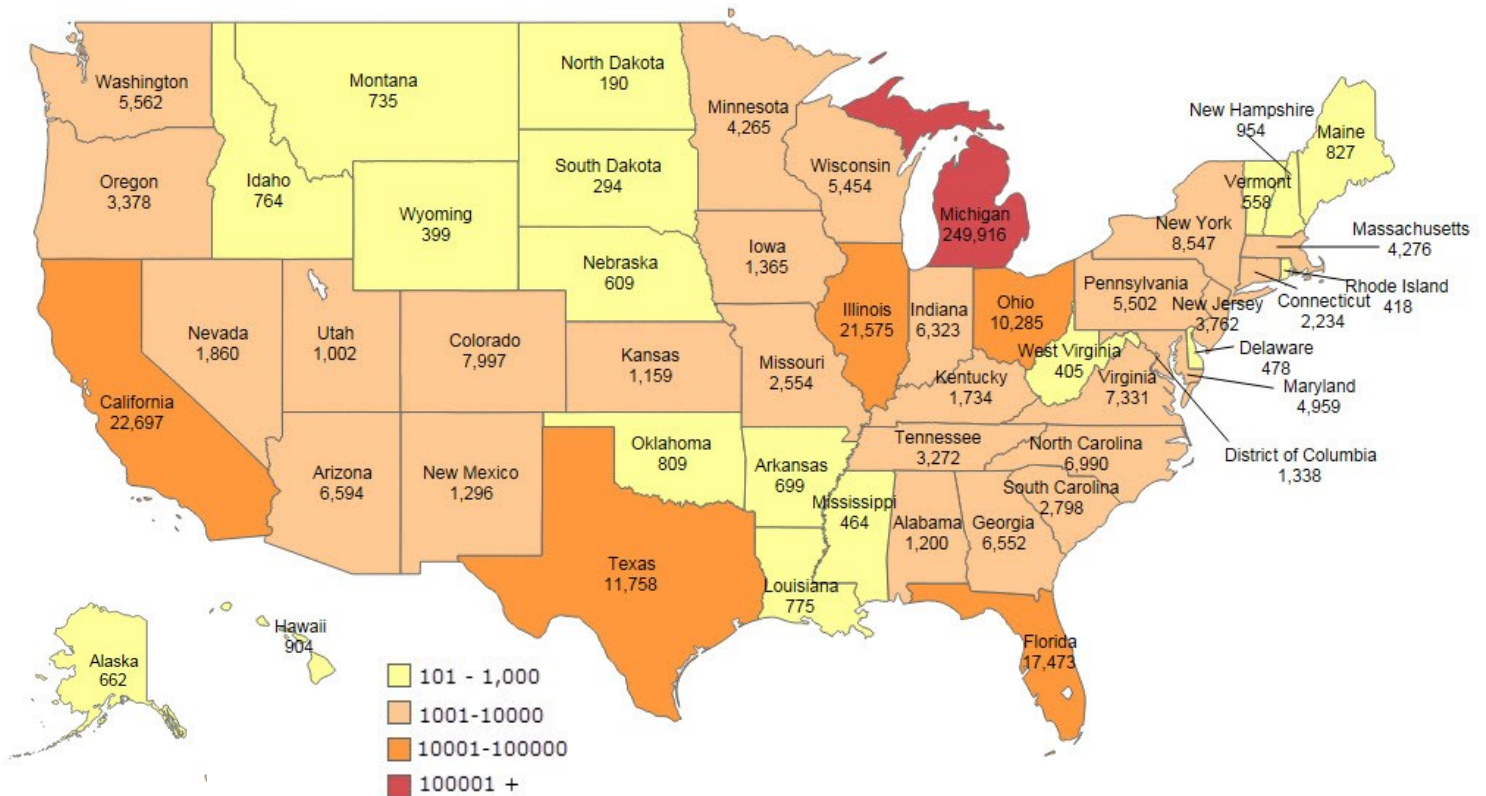 Washington
5,562
Oregon
3,378
California
22,697
Nevada
1,860
Idaho
764
Montana
735
Wyoming
399
Utah
1,002
Colorado
7,997
Arizona
6,594
New Mexico
1,296
North Dakota
190
South Dakota
294
Nebraska
609
Kansas
1,159
Oklahoma
809
Texas
11,758
Minnesota
4,265
Iowa
1,365
Missouri
2,554
Arkansas
699
Louisiana
775
Wisconsin
5,454
Illinois
21,575
Michigan
249,916
Indiana
6,323
Ohio
10,285
Kentucky
1,734
Tennessee
3,272
Mississippi
464
Alabama
1,200
Georgia
6,552
Florida
17,473
South Carolina
2,798
North Carolina
6,990
Virginia
7,331
West Virginia
405
Pennsylvania
5,502
New York
8,547
New Jersey
3,762
Vermont
558
New Hampshire
954
Maine
827
Massachusetts
4,276
Rhode Island
418
Connecticut
2,234
Delaware
478
Maryland
4,959
District of Columbia
1,338
Alaska
662
Hawaii
904
101 - 1,000
1001-10000
10001-100000
100001 +